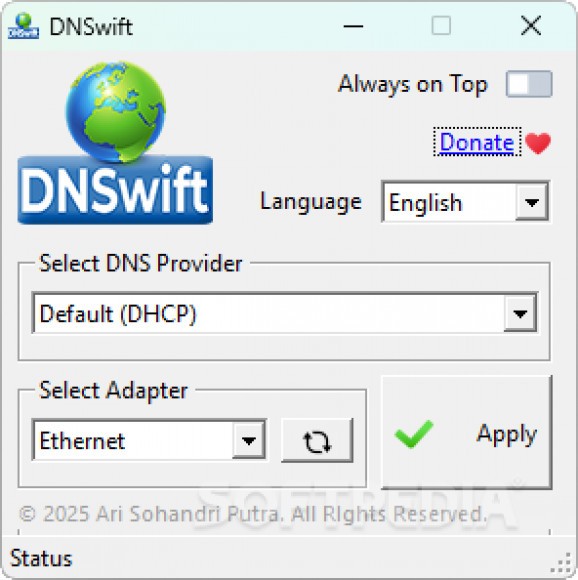 DNSwift
Always on Top
Donate
DNSwift
Language English
Select DNS Provider
Default (DHCP)
Select Adapter
Ethernet
Apply
SOFTPEDIA®
© 2025 Ari Sohandri Putra. All RIghts Reserved.
Status